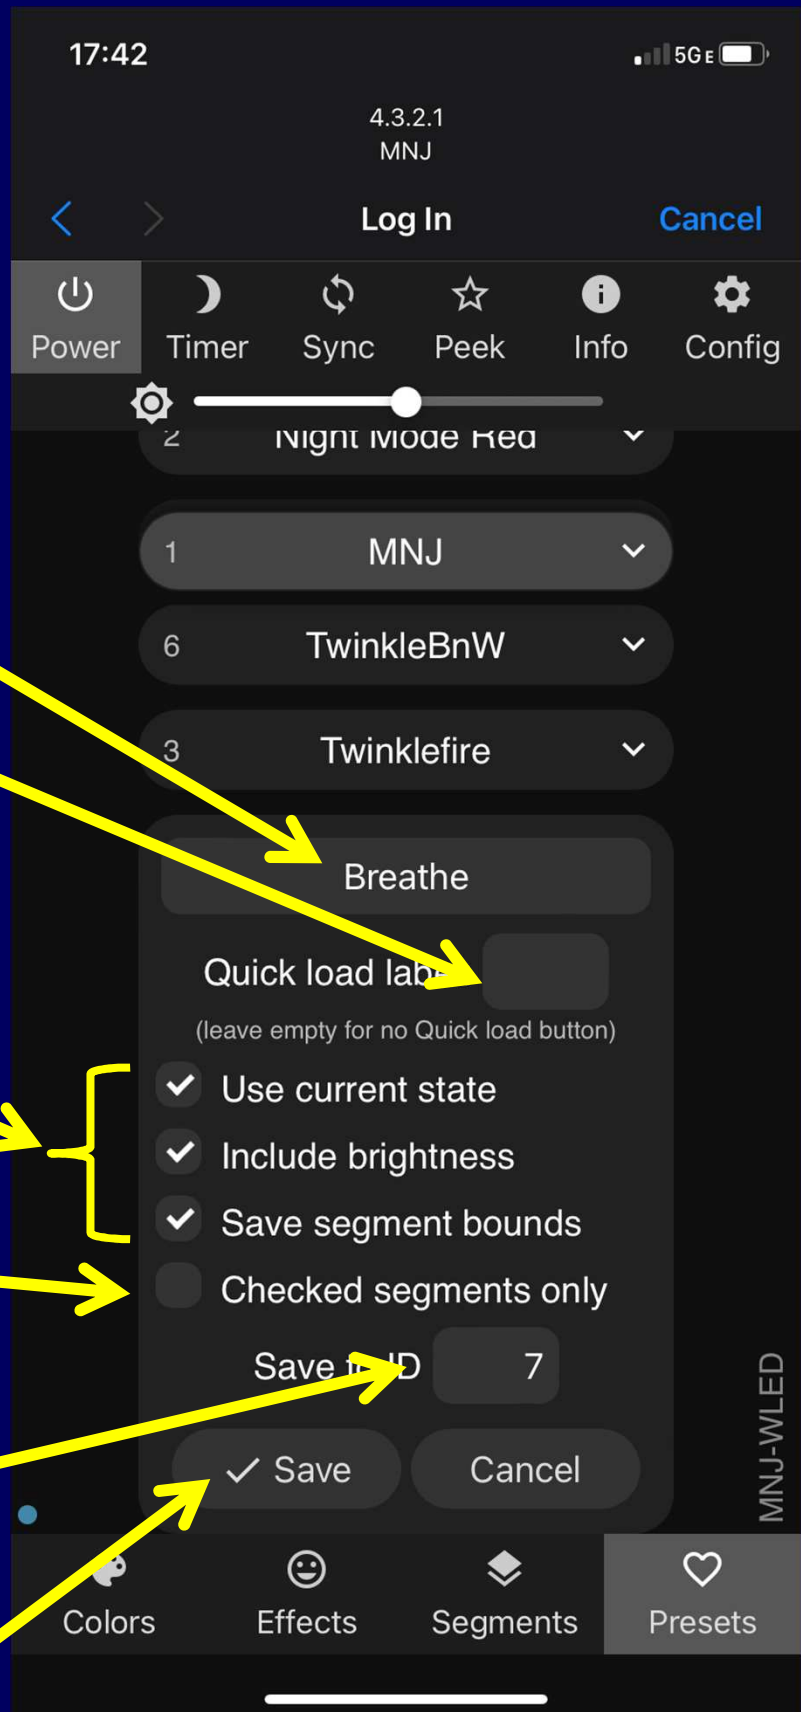 17:42
5GE
4.3.2.1
MNJ
Log In
Cancel
Power
Timer
Sync
Peek
Info
Config
2 Night Mode Red
1 MNJ
6 TwinkleBnW
3 Twinklefire
Breathe
Quick load label
(leave empty for no Quick load button)
Use current state
Include brightness
Save segment bounds
Checked segments only
Save to ID 7
Save
Cancel
MNJ-WLED
Colors
Effects
Segments
Presets